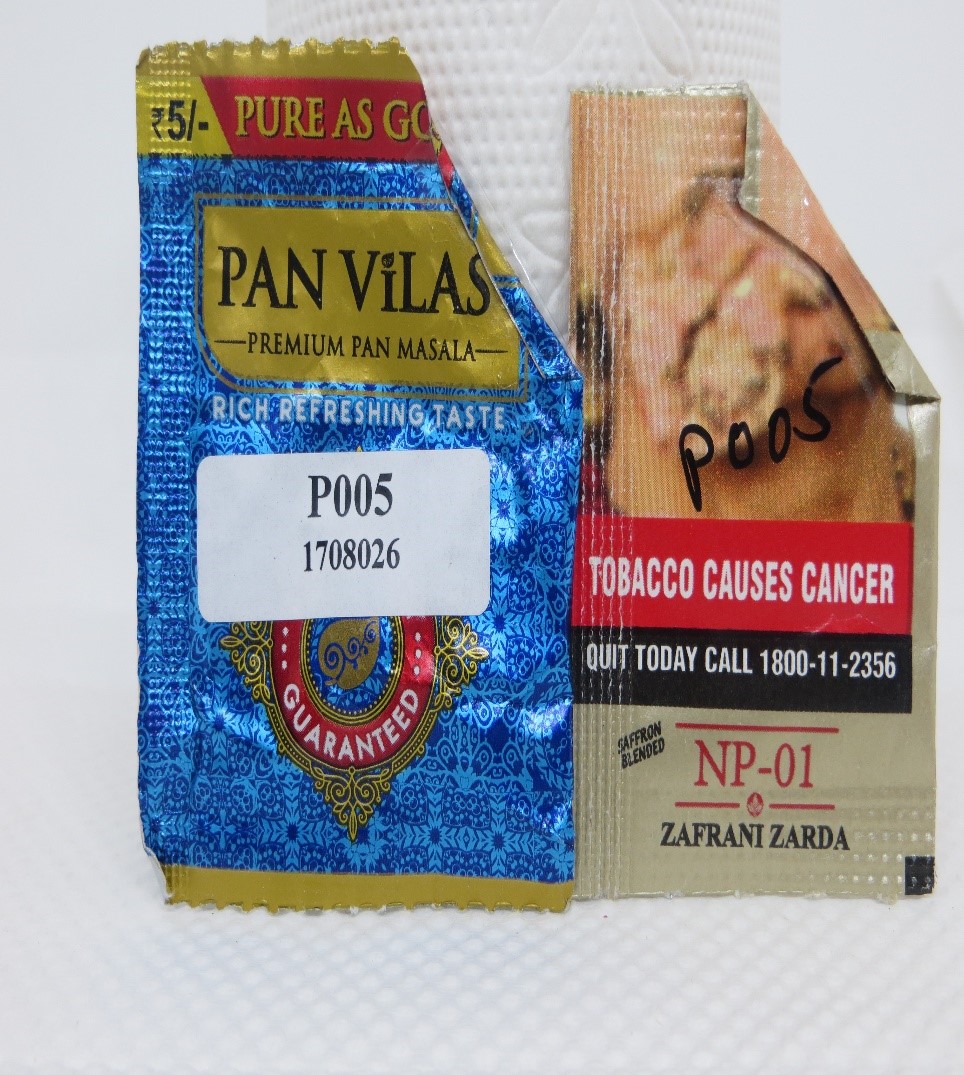 ₹5/-
PURE AS GO
PAN ViLAS
PREMIUM PAN MASALA
RICH REFRESHING TASTE
P005
1708026
GUARANTEED
P005
TOBACCO CAUSES CANCER
QUIT TODAY CALL 1800-11-2356
SAFFRON
BLENDED
NP-01
ZAFRANI ZARDA